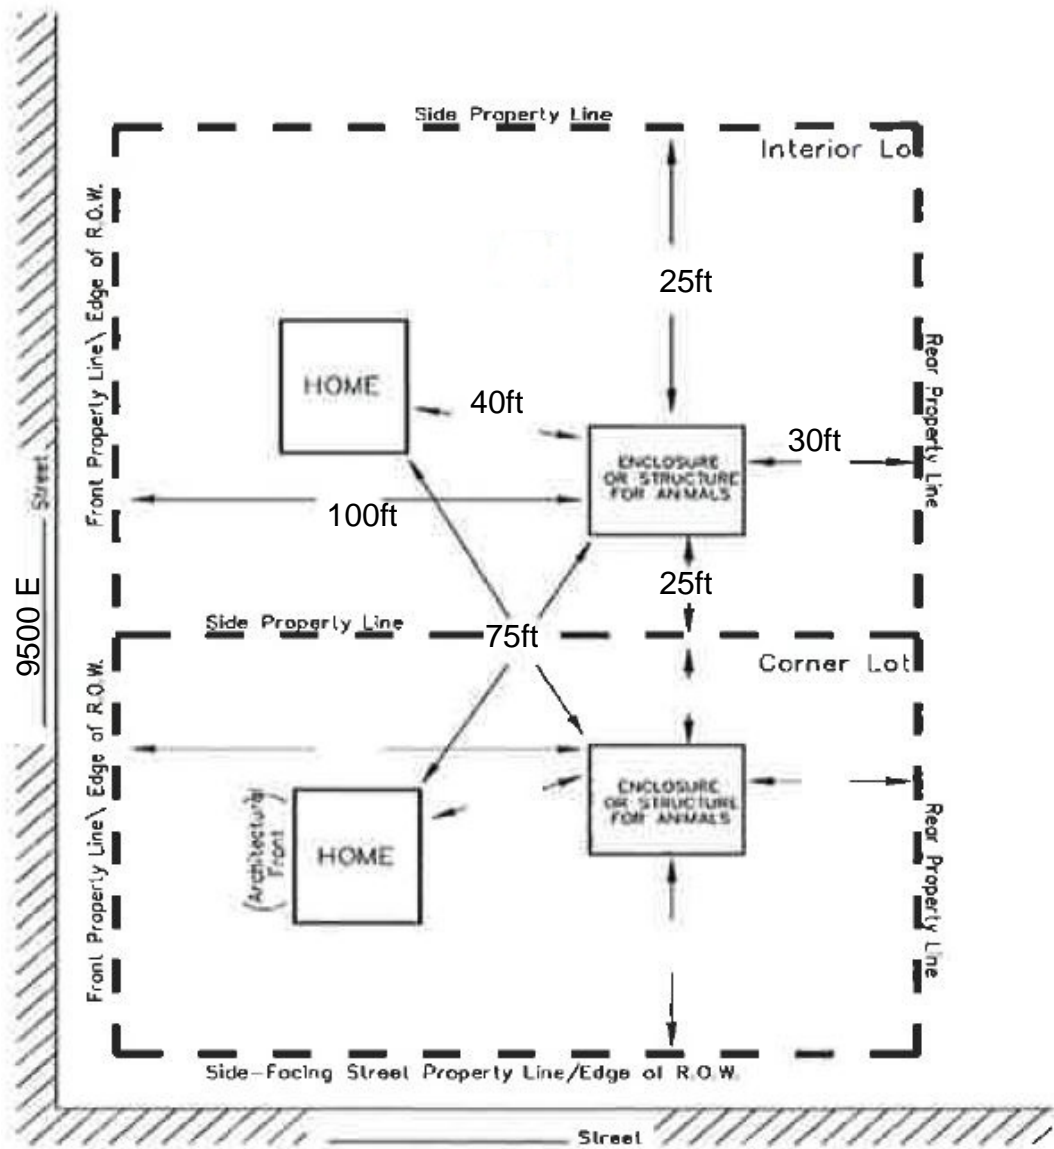 Side Property Line
Interior Lo
Front Property Line\ Edge of R.O.W.
25ft
HOME
40ft
Rear Property Line
ENCLOSURE
OR STRUCTURE
FOR ANIMALS
30ft
Street
100ft
25ft
9500 E
Side Property Line
75ft
Corner Lot
Front Property Line\ Edge of R.O.W.
(Architectural
Front)
HOME
ENCLOSURE
OR STRUCTURE
FOR ANIMALS
Rear Property Line
Side-Facing Street Property Line/Edge of R.O.W.
Street